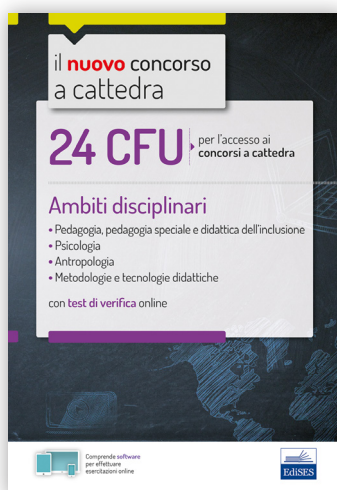 il nuovo concorso
a cattedra
24 CFU
per l'accesso ai
concorsi a cattedra
Ambiti disciplinari
• Pedagogia, pedagogia speciale e didattica dell'inclusione
• Psicologia
• Antropologia
• Metodologie e tecnologie didattiche
con test di verifica online
Comprende software
per effettuare
esercitazioni online
EdiSES